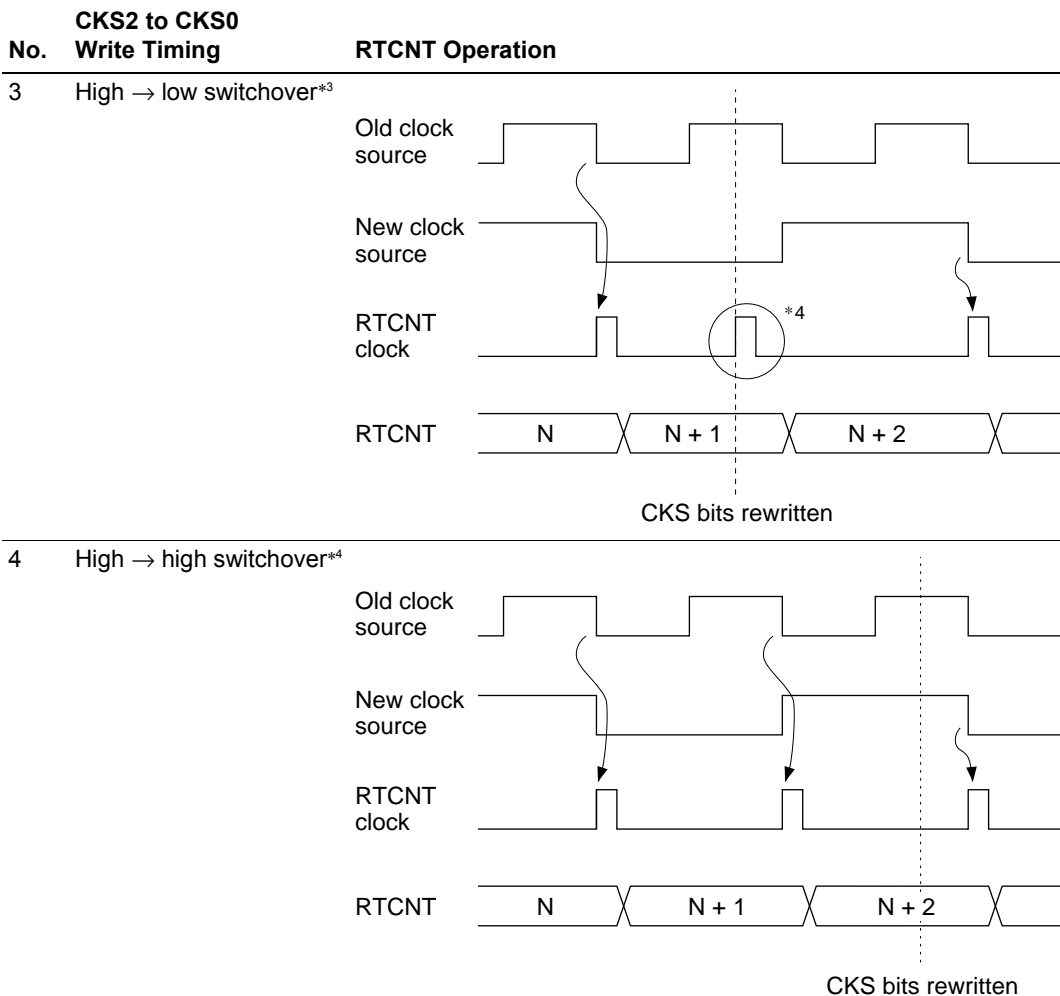 CKS2 to CKS0
No. Write Timing RTCNT Operation
3 High → low switchover*3
Old clock
source
New clock
source
*4
RTCNT
clock
RTCNT N N + 1 N + 2
CKS bits rewritten
4 High → high switchover*4
Old clock
source
New clock
source
RTCNT
clock
RTCNT N N + 1 N + 2
CKS bits rewritten